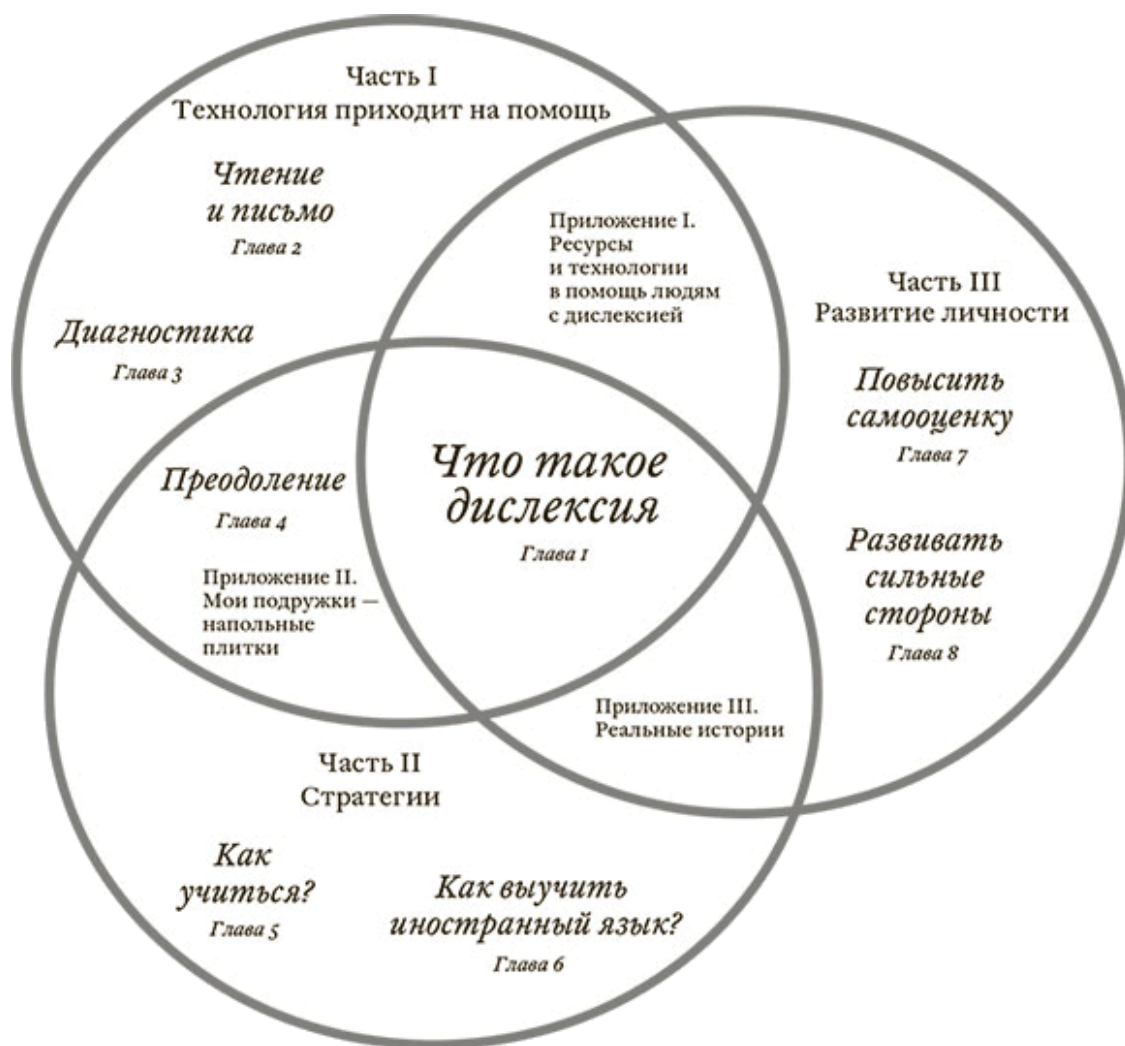 Часть I
Технология приходит на помощь
Чтение
и письмо
Глава 2
Диагностика
Глава 3
Приложение I.
Ресурсы
и технологии
в помощь людям
с дислексией
Часть III
Развитие личности
Повысить
самооценку
Глава 7
Развивать
сильные
стороны
Глава 8
Что такое
дислексия
Глава 1
Преодоление
Глава 4
Приложение II.
Мои подружки —
напольные
плитки
Приложение III.
Реальные истории
Часть II
Стратегии
Как
учиться?
Глава 5
Как выучить
иностранный язык?
Глава 6